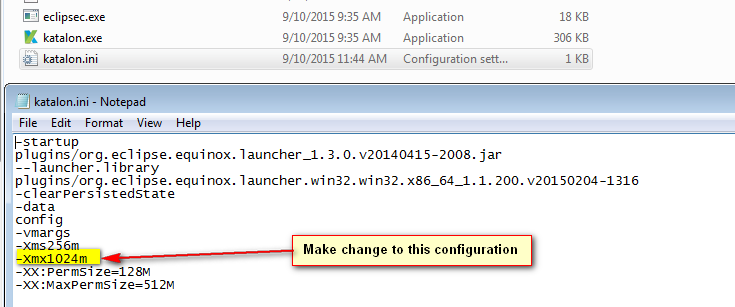 eclipsec.exe 9/10/2015 9:35 AM Application 18 KB
katalon.exe 9/10/2015 9:35 AM Application 306 KB
katalon.ini 9/10/2015 11:44 AM Configuration sett... 1 KB
katalon.ini - Notepad
File Edit Format View Help
-startup
plugins/org.eclipse.equinox.launcher_1.3.0.v20140415-2008.jar
--launcher.library
plugins/org.eclipse.equinox.launcher.win32.win32.x86_64_1.1.200.v20150204-1316
-clearPersistedState
-data
config
-vmargs
-Xms256m
-Xmx1024m
Make change to this configuration
-XX:PermSize=128M
-XX:MaxPermSize=512M